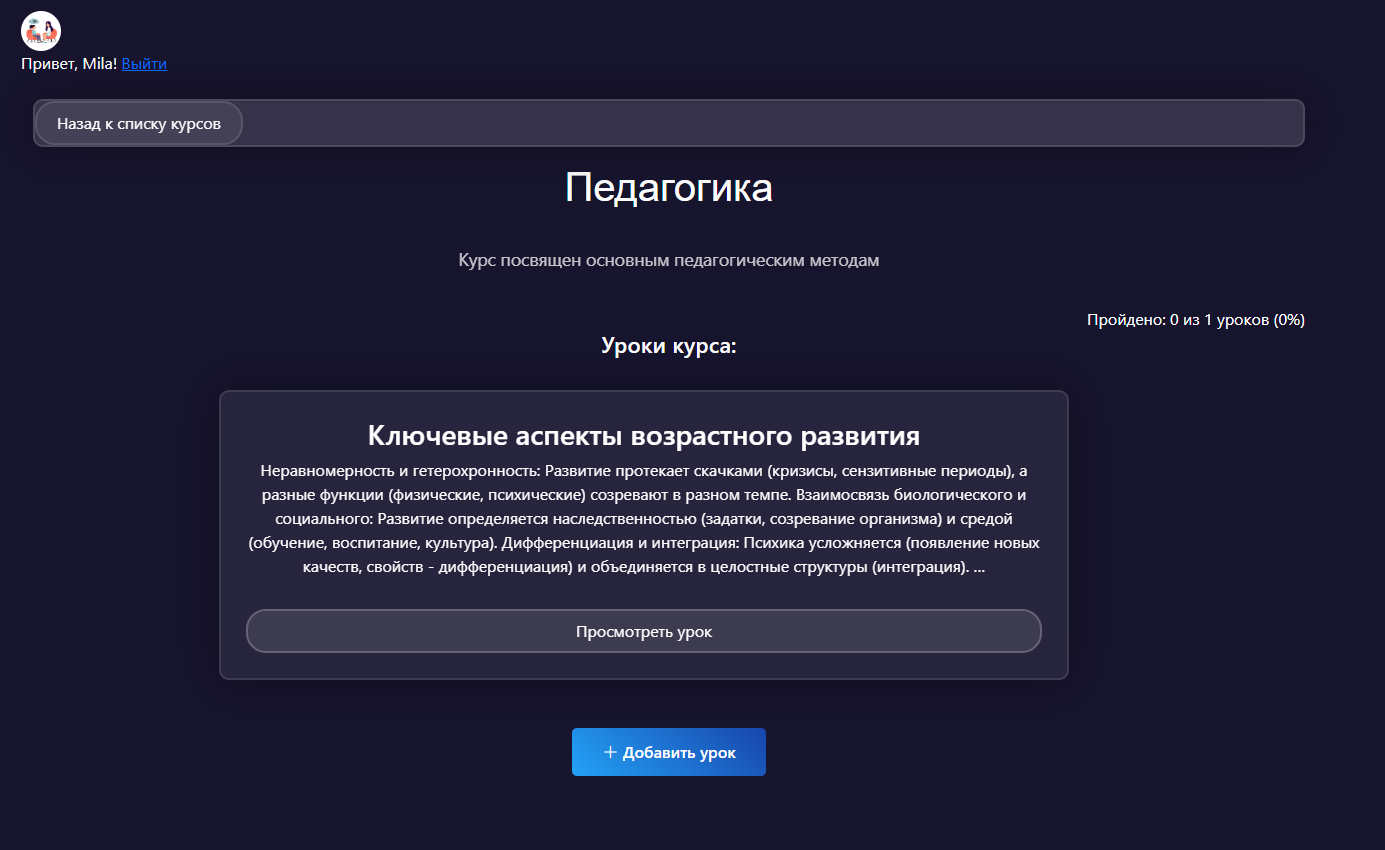 Привет, Mila! Выйти
Назад к списку курсов
Педагогика
Курс посвящен основным педагогическим методам
Пройдено: 0 из 1 уроков (0%)
Уроки курса:
Ключевые аспекты возрастного развития
Неравномерность и гетерохронность: Развитие протекает скачками (кризисы, сензитивные периоды), а
разные функции (физические, психические) созревают в разном темпе. Взаимосвязь биологического и
социального: Развитие определяется наследственностью (задатки, созревание организма) и средой
(обучение, воспитание, культура). Дифференциация и интеграция: Психика усложняется (появление новых
качеств, свойств - дифференциация) и объединяется в целостные структуры (интеграция). ...
Просмотреть урок
+ Добавить урок